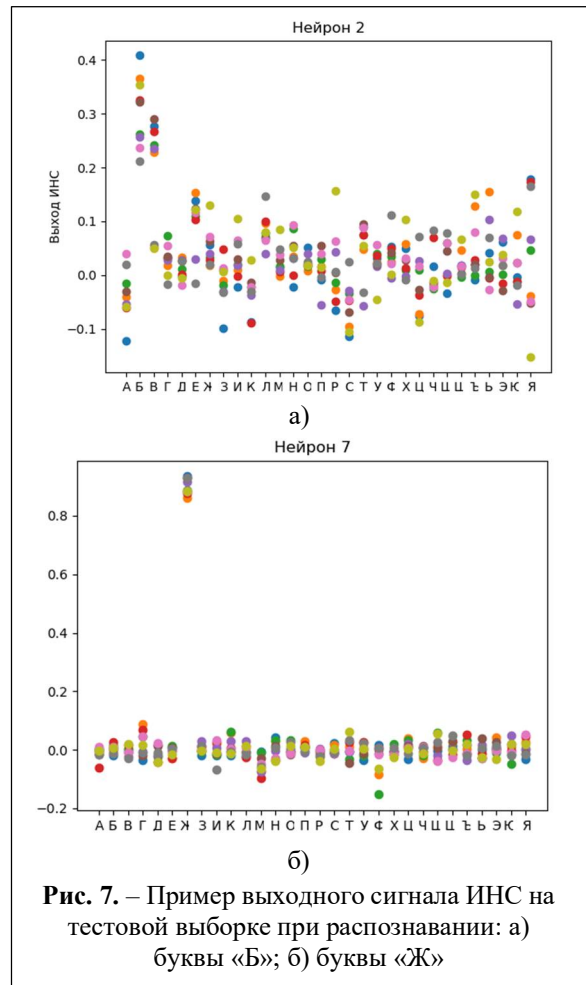 Нейрон 2
Выход ИНС
0.4
0.3
0.2
0.1
0.0
−0.1
А Б В Г Д Е Ж З И К Л М Н О П Р С Т У Ф Х Ц Ч Ш Щ Ъ Ь Э Ю Я
а)
Нейрон 7
0.8
0.6
0.4
0.2
0.0
−0.2
А Б В Г Д Е Ж З И К Л М Н О П Р С Т У Ф Х Ц Ч Ш Щ Ъ Ь Э Ю Я
б)
Рис. 7. – Пример выходного сигнала ИНС на
тестовой выборке при распознавании: а)
буквы «Б»; б) буквы «Ж»